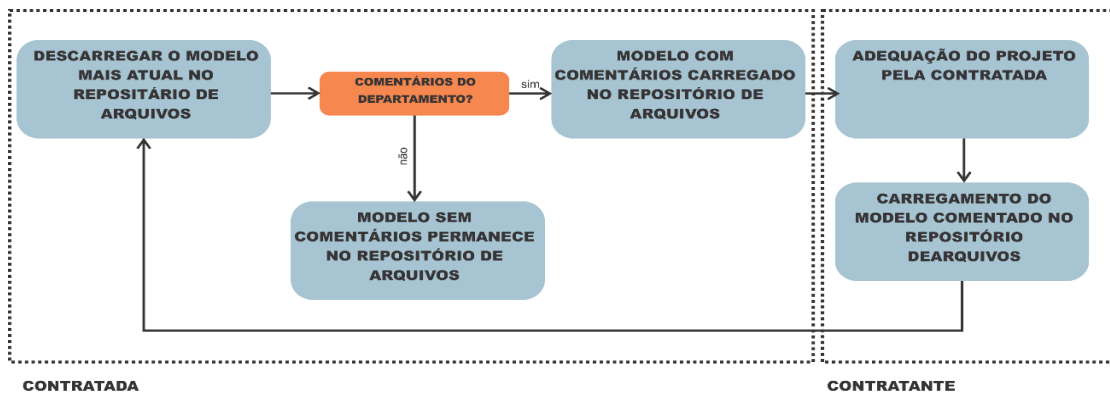 DESCARREGAR O MODELO
MAIS ATUAL NO
REPOSITÁRIO DE
ARQUIVOS
COMENTÁRIOS DO
DEPARTAMENTO?
sim
não
MODELO COM
COMENTÁRIOS CARREGADO
NO REPOSITÓRIO DE
ARQUIVOS
MODELO SEM
COMENTÁRIOS PERMANECE
NO REPOSITÓRIO DE
ARQUIVOS
ADEQUAÇÃO DO PROJETO
PELA CONTRATADA
CARREGAMENTO DO
MODELO COMENTADO NO
REPOSITÓRIO
DEARQUIVOS
CONTRATADA
CONTRATANTE